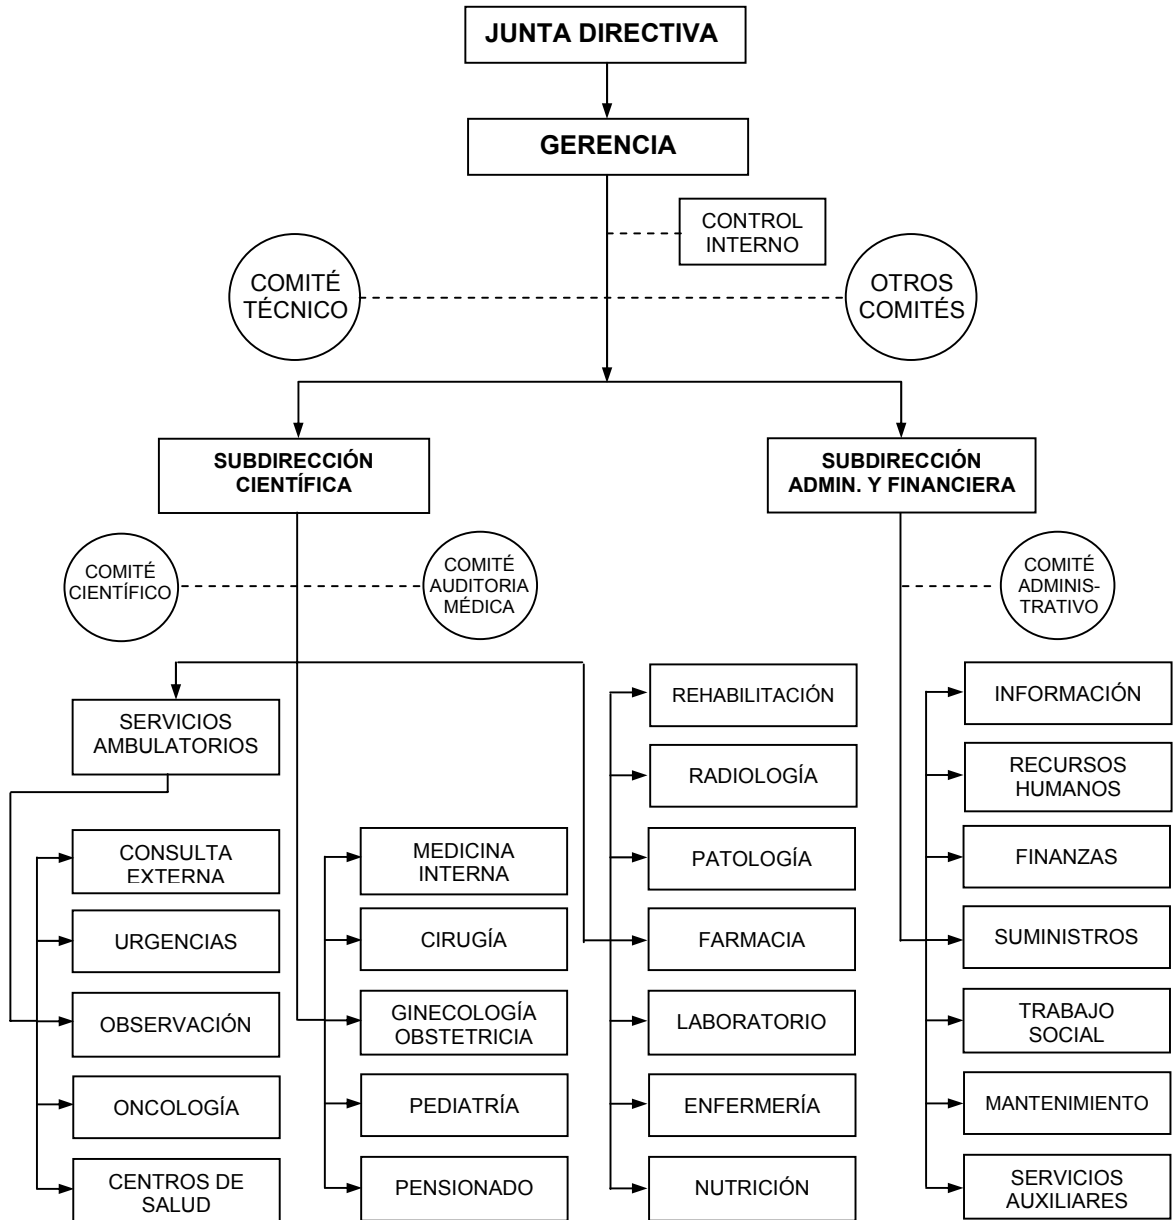 JUNTA DIRECTIVA
GERENCIA
CONTROL
INTERNO
COMITÉ
TÉCNICO
OTROS
COMITÉS
SUBDIRECCIÓN
CIENTÍFICA
SUBDIRECCIÓN
ADMIN. Y FINANCIERA
COMITÉ
CIENTÍFICO
COMITÉ
AUDITORIA
MÉDICA
COMITÉ
ADMINIS-
TRATIVO
SERVICIOS
AMBULATORIOS
CONSULTA
EXTERNA
URGENCIAS
OBSERVACIÓN
ONCOLOGÍA
CENTROS DE
SALUD
MEDICINA
INTERNA
CIRUGÍA
GINECOLOGÍA
OBSTETRICIA
PEDIATRÍA
PENSIONADO
REHABILITACIÓN
RADIOLOGÍA
PATOLOGÍA
FARMACIA
LABORATORIO
ENFERMERÍA
NUTRICIÓN
INFORMACIÓN
RECURSOS
HUMANOS
FINANZAS
SUMINISTROS
TRABAJO
SOCIAL
MANTENIMIENTO
SERVICIOS
AUXILIARES